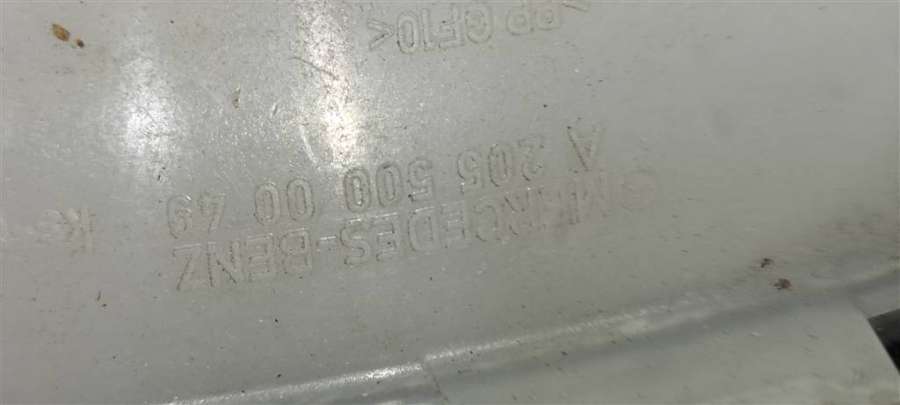 MERCEDES-BENZ
A 205 500 00 49
>PP GF10<